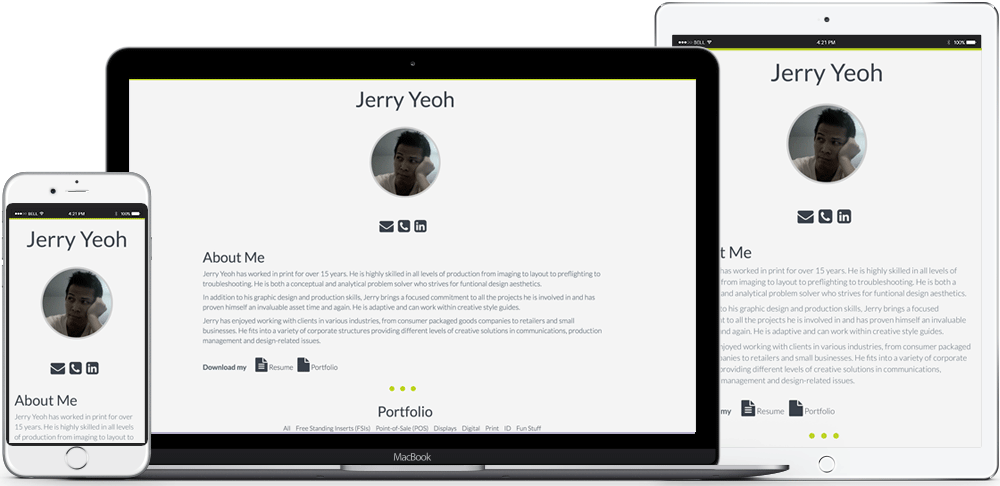 BELL 4:21 PM 100%
Jerry Yeoh
About Me
Jerry Yeoh has worked in print for over
15 years. He is highly skilled in all levels
of production from imaging to layout to
Jerry Yeoh
About Me
Jerry Yeoh has worked in print for over 15 years. He is highly skilled in all levels of production from imaging to layout to preflighting to
troubleshooting. He is both a conceptual and analytical problem solver who strives for funtional design aesthetics.
In addition to his graphic design and production skills, Jerry brings a focused commitment to all the projects he is involved in and has
proven himself an invaluable asset time and again. He is adaptive and can work within creative style guides.
Jerry has enjoyed working with clients in various industries, from consumer packaged goods companies to retailers and small
businesses. He fits into a variety of corporate structures providing different levels of creative solutions in communications, production
management and design-related issues.
Download my Resume Portfolio
Portfolio
All Free Standing Inserts (FSIs) Point-of-Sale (POS) Displays Digital Print ID Fun Stuff
MacBook
BELL 4:21 PM 100%
Jerry Yeoh
t Me
has worked in print for over 15 years. He is highly skilled in all levels of
from imaging to layout to preflighting to troubleshooting. He is both a
and analytical problem solver who strives for funtional design aesthetics.
to his graphic design and production skills, Jerry brings a focused
to all the projects he is involved in and has proven himself an invaluable
and again. He is adaptive and can work within creative style guides.
enjoyed working with clients in various industries, from consumer packaged
panies to retailers and small businesses. He fits into a variety of corporate
providing different levels of creative solutions in communications,
management and design-related issues.
my Resume Portfolio